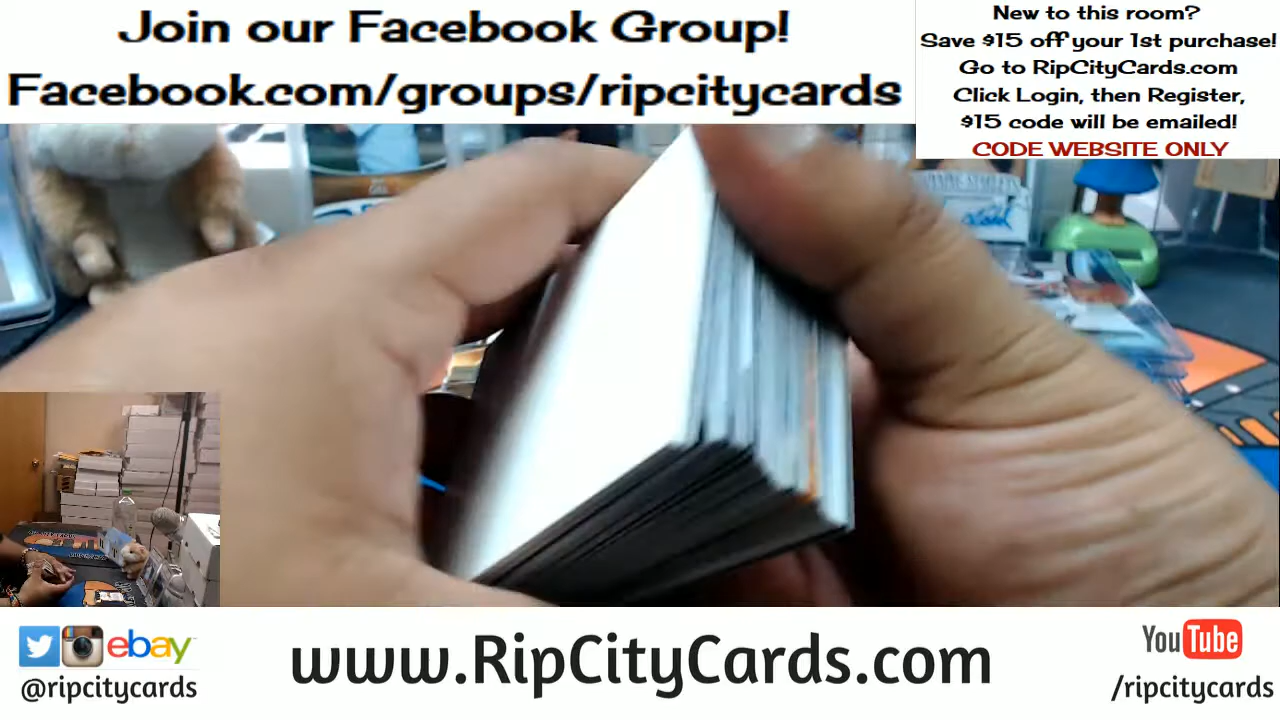 Join our Facebook Group!
Facebook.com/groups/ripcitycards
New to this room?
Save $15 off your 1st purchase!
Go to RipCityCards.com
Click Login, then Register,
$15 code will be emailed!
CODE WEBSITE ONLY
ebay
@ripcitycards
www.RipCityCards.com
YouTube
/ripcitycards